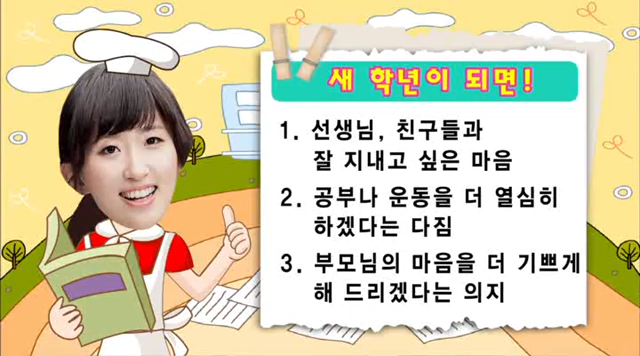 새 학년이 되면!
1. 선생님, 친구들과
잘 지내고 싶은 마음
2. 공부나 운동을 더 열심히
하겠다는 다짐
3. 부모님의 마음을 더 기쁘게
해 드리겠다는 의지